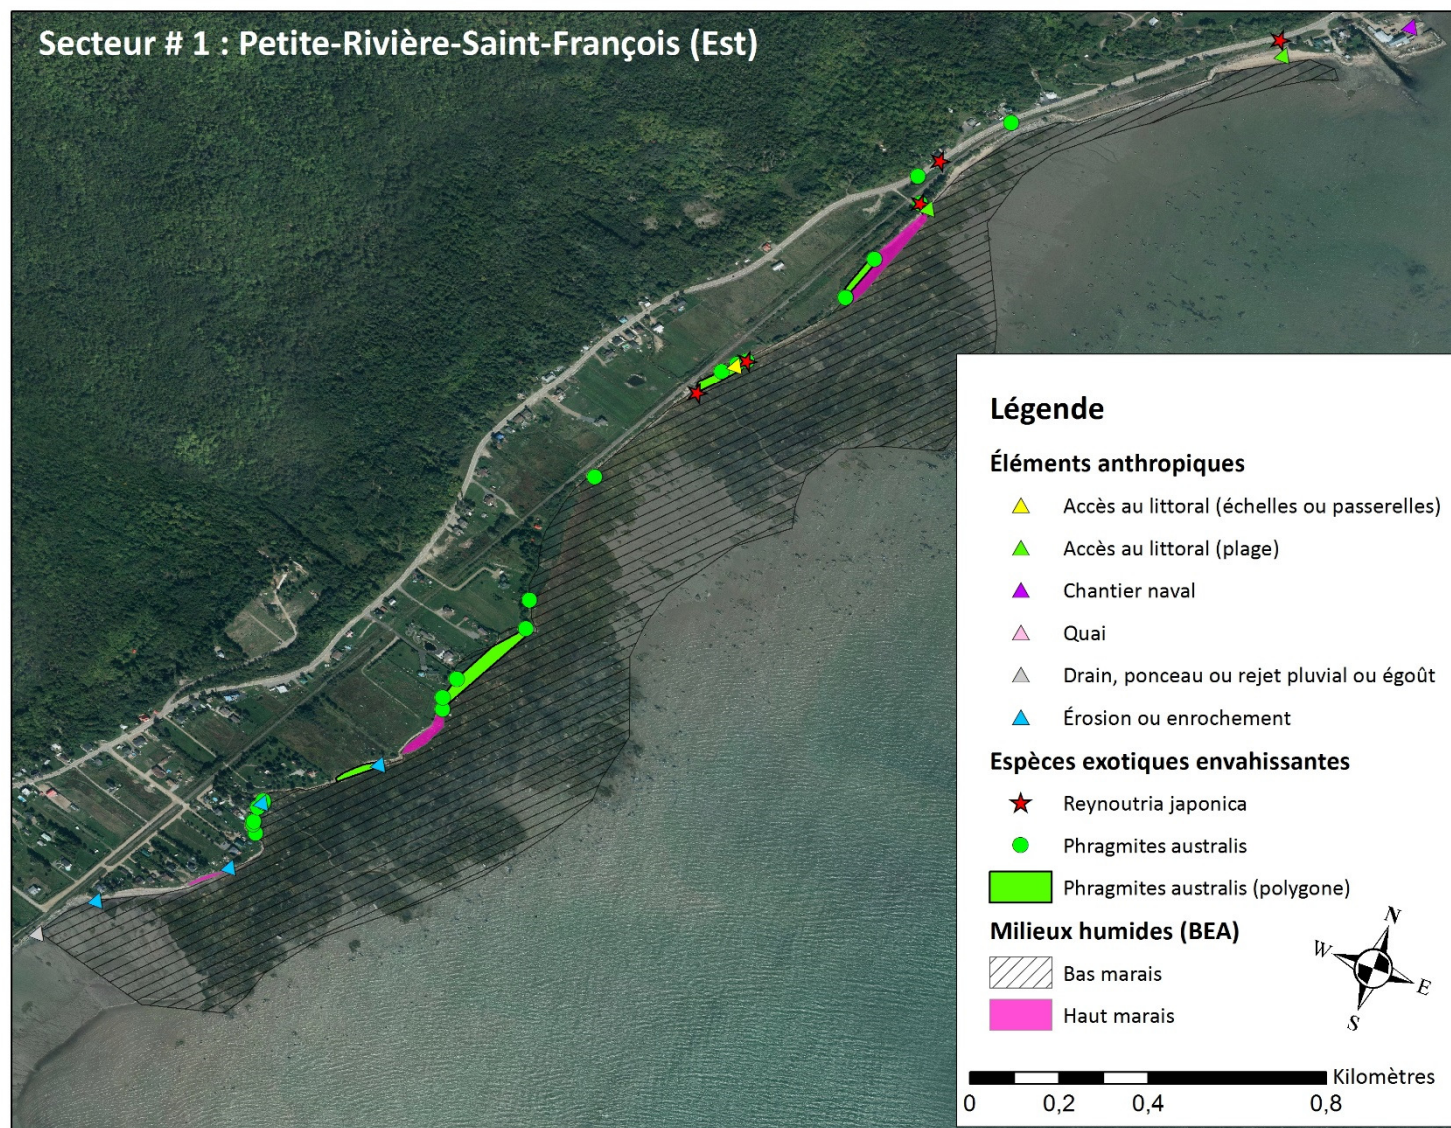 Secteur # 1 : Petite-Rivière-Saint-François (Est)
Légende
Éléments anthropiques
Accès au littoral (échelles ou passerelles)
Accès au littoral (plage)
Chantier naval
Quai
Drain, ponceau ou rejet pluvial ou égoût
Érosion ou enrochement
Espèces exotiques envahissantes
Reynoutria japonica
Phragmites australis
Phragmites australis (polygone)
Milieux humides (BEA)
Bas marais
Haut marais
N
W
E
S
Kilomètres
0 0,2 0,4 0,8